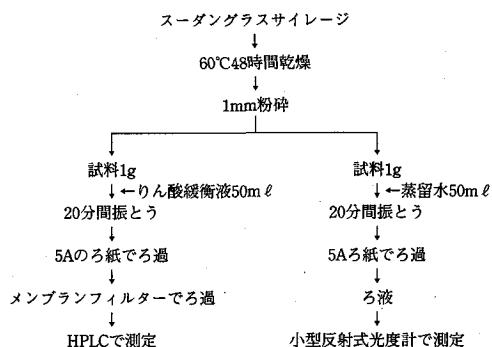 スーダングラスサイレージ
60℃48時間乾燥
1mm粉砕
試料1g
←りん酸緩衝液50mℓ
20分間振とう
5Aのろ紙でろ過
メンブランフィルターでろ過
HPLCで測定
試料1g
←蒸留水50mℓ
20分間振とう
5Aろ紙でろ過
ろ液
小型反射式光度計で測定